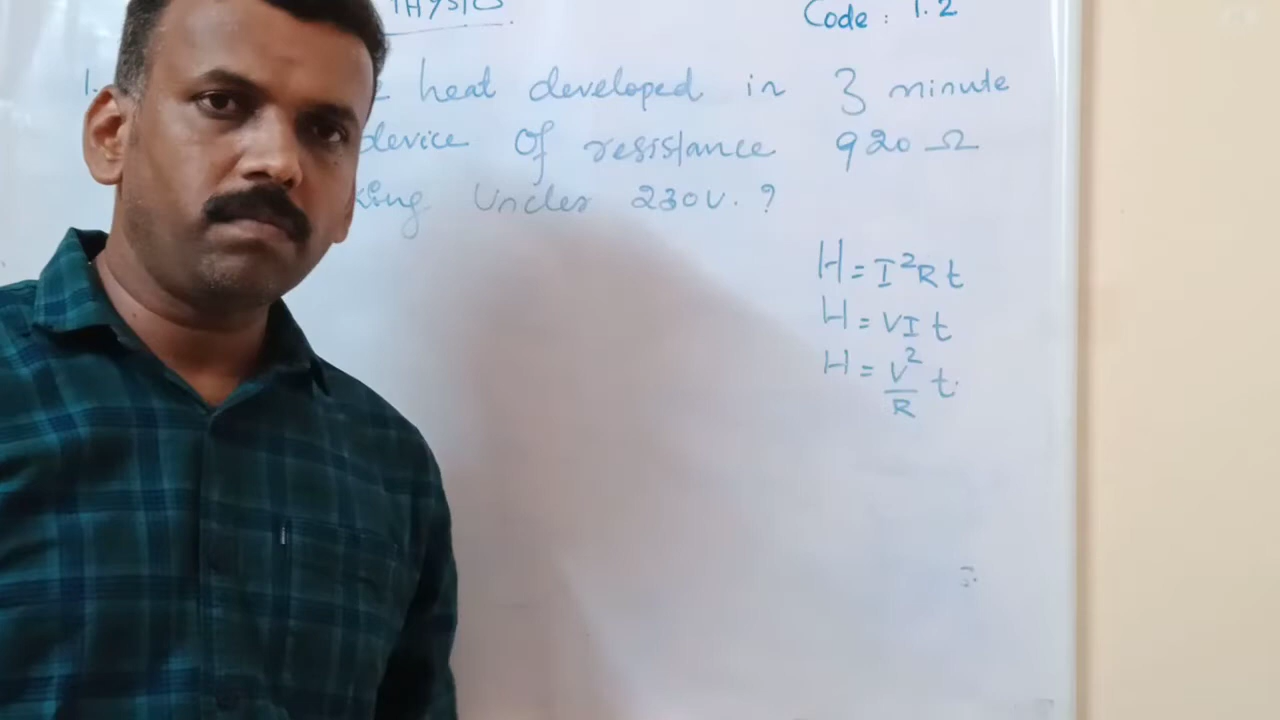 Code : 1.2
1. heat developed in 3 minute
device of resistance 920 Ω
king Under 230V. ?
H = I²Rt
H = VIt
H = V²/R t